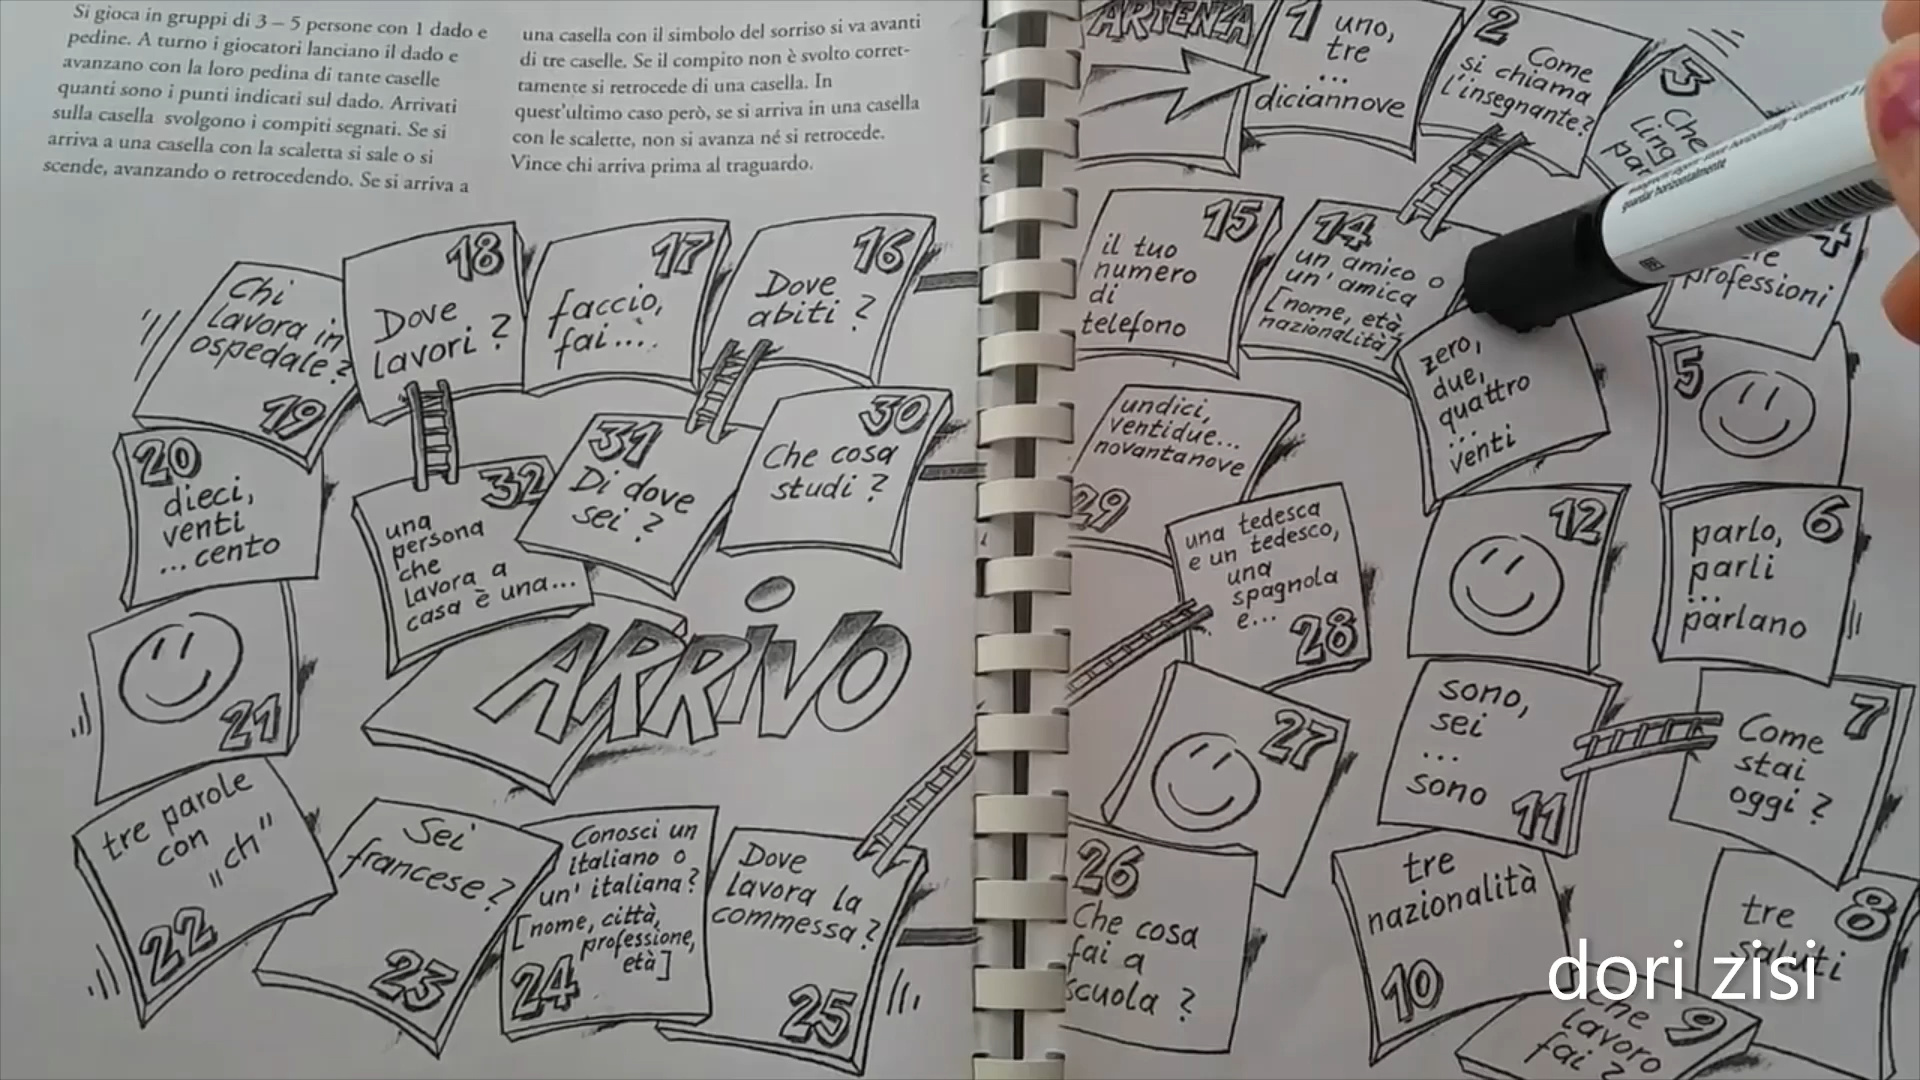 Si gioca in gruppi di 3 – 5 persone con 1 dado e
pedine. A turno i giocatori lanciano il dado e
avanzano con la loro pedina di tante caselle
quanti sono i punti indicati sul dado. Arrivati
sulla casella svolgono i compiti segnati. Se si
arriva a una casella con la scaletta si sale o si
scende, avanzando o retrocedendo. Se si arriva a
una casella con il simbolo del sorriso si va avanti
di tre caselle. Se il compito non è svolto corret-
tamente si retrocede di una casella. In
quest'ultimo caso però, se si arriva in una casella
con le scalette, non si avanza né si retrocede.
Vince chi arriva prima al traguardo.
18
Dove
lavori ?
17
faccio,
fai....
16
Dove
abiti ?
Chi
lavora in
ospedale?
19
20
dieci,
venti
... cento
32
una
persona
che
lavora a
casa è una...
31
Di dove
sei ?
30
Che cosa
studi ?
21
ARRIVO
tre parole
con
„ch"
22
Sei
francese?
23
Conosci un
italiano o
un' italiana?
[nome, città,
professione,
età]
24
Dove
lavora la
commessa?
25
ARTENZA
1 uno,
tre
...
diciannove
2 Come
si chiama
l'insegnante?
3 Che
15
il tuo
numero
di
telefono
14
un amico o
un'amica
[nome, età,
nazionalità]
4
professioni
zero,
due,
quattro
...
venti
5
undici,
ventidue...
novantanove
29
una tedesca
e un tedesco,
una
spagnola
e...
28
12
6
parlo,
parli
...
parlano
27
sono,
sei
...
sono
11
7
Come
stai
oggi ?
26
Che cosa
fai a
scuola ?
tre
nazionalità
10
8
tre
saluti
che
lavoro
fai ?
9
guardar horizontalmente
dori zisi